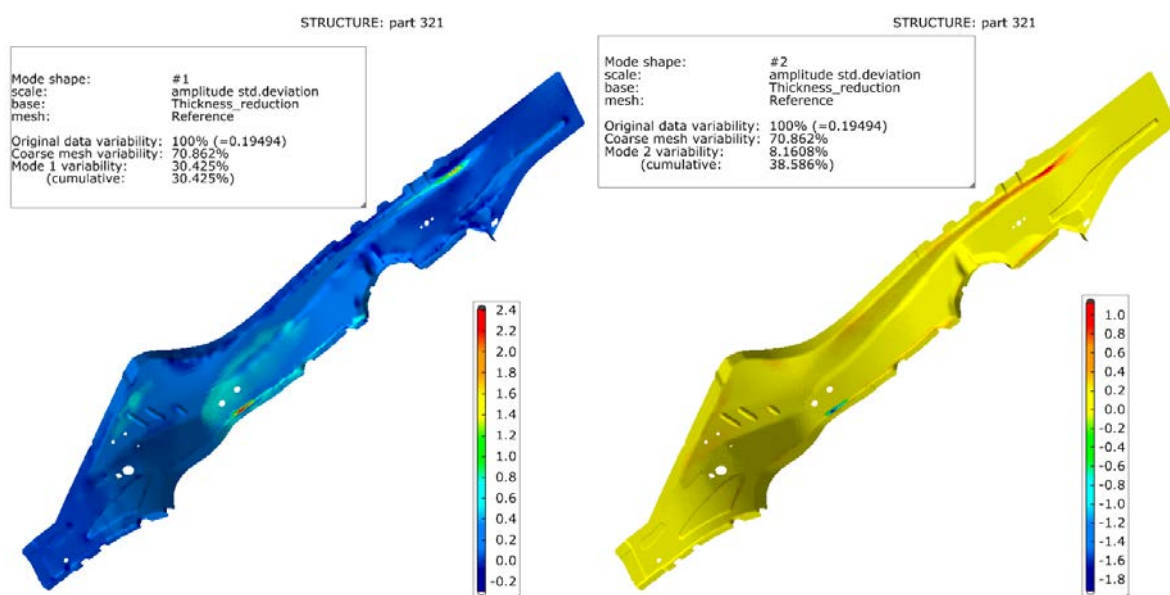 STRUCTURE: part 321
Mode shape: #1
scale: amplitude std.deviation
base: Thickness_reduction
mesh: Reference
Original data variability: 100% (=0.19494)
Coarse mesh variability: 70.862%
Mode 1 variability: 30.425%
(cumulative: 30.425%)
2.4
2.0
1.8
1.6
1.4
1.2
1.0
0.8
0.6
0.4
0.2
0.0
-0.2
STRUCTURE: part 321
Mode shape: #2
scale: amplitude std.deviation
base: Thickness_reduction
mesh: Reference
Original data variability: 100% (=0.19494)
Coarse mesh variability: 70.862%
Mode 2 variability: 8.1608%
(cumulative: 38.586%)
1.0
0.8
0.6
0.4
0.2
0.0
-0.2
-0.4
-0.6
-0.8
-1.0
-1.2
-1.4
-1.6
-1.8